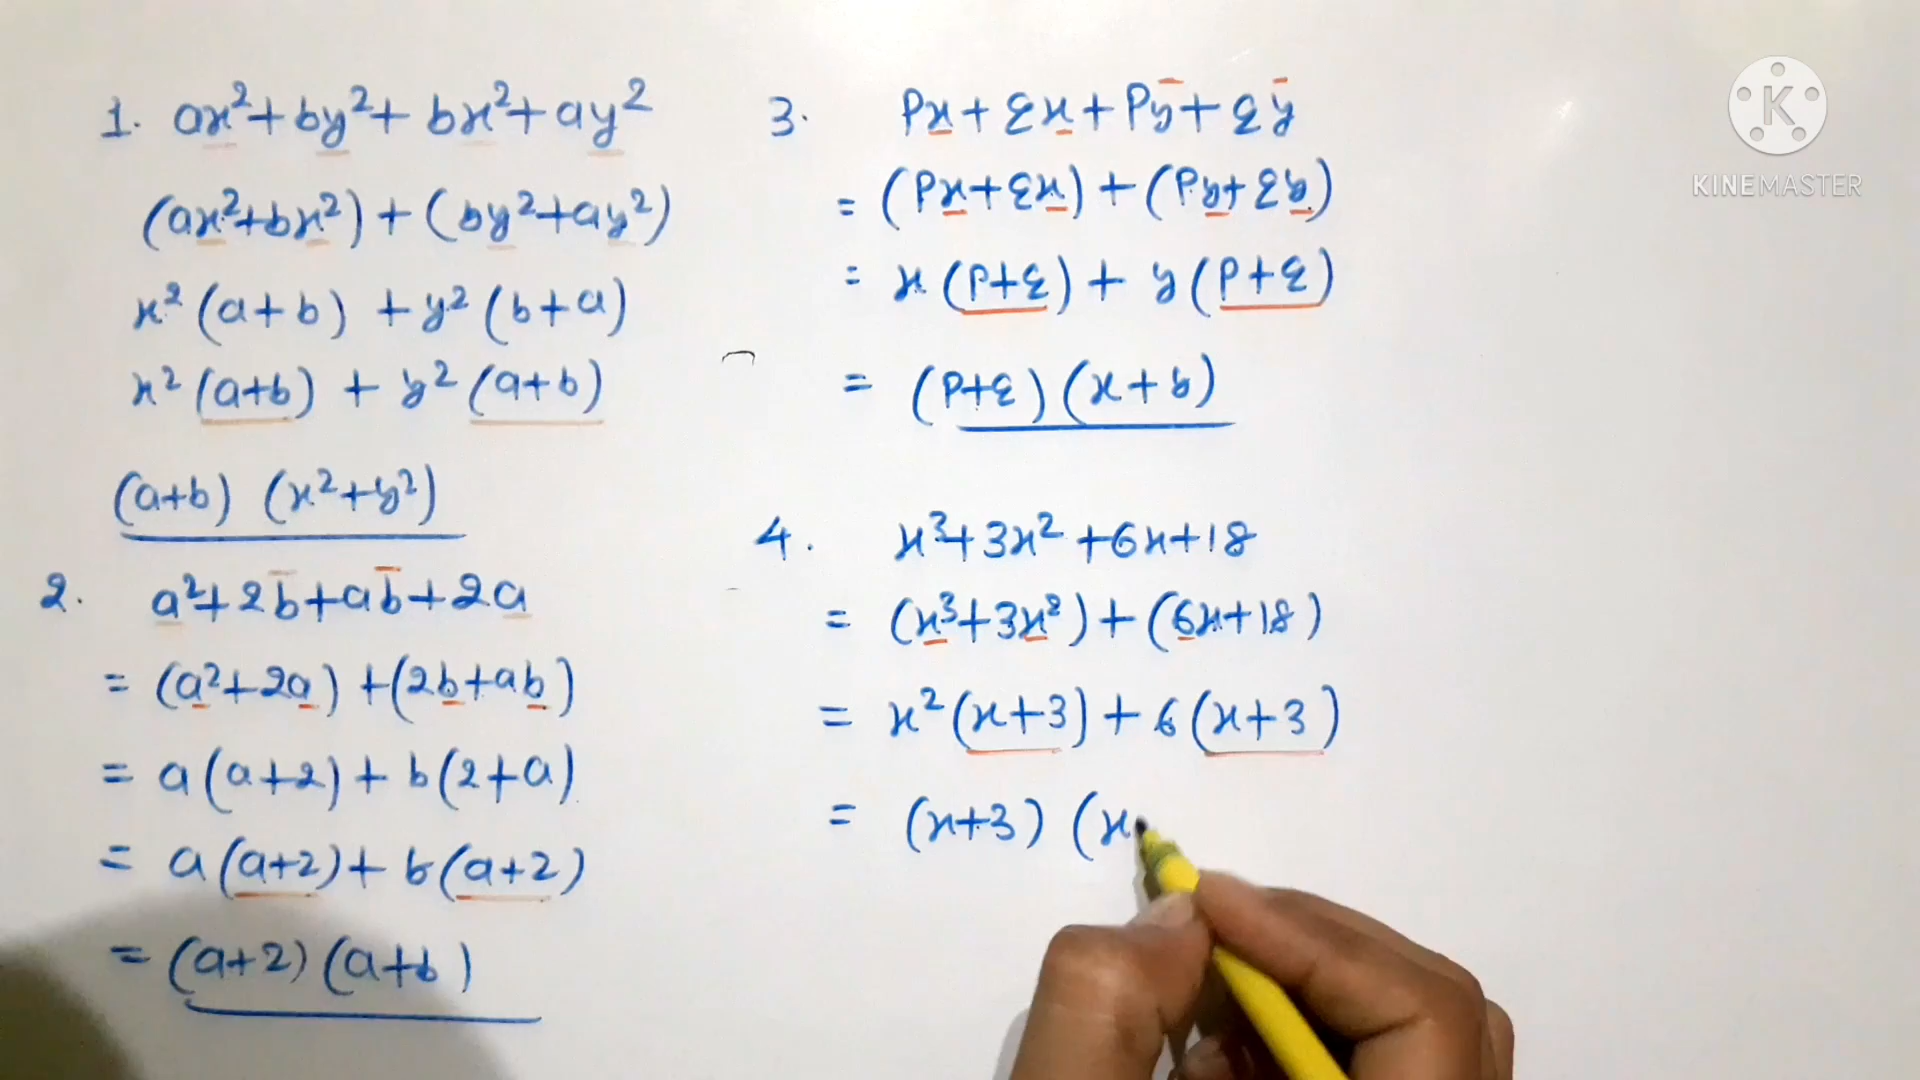 1. ax²+by²+bx²+ay²
(ax²+bx²)+(by²+ay²)
x²(a+b) +y²(b+a)
x²(a+b) + y²(a+b)
(a+b) (x²+y²)
2. a²+2b+ab+2a
= (a²+2a)+(2b+ab)
= a(a+2)+b(2+a)
= a(a+2)+b(a+2)
= (a+2)(a+b)
3. Px+qx+Py+qy
= (Px+qx)+(Py+qy)
= x(P+q)+y(P+q)
= (P+q)(x+y)
4. x³+3x²+6x+18
= (x³+3x²)+(6x+18)
= x²(x+3)+6(x+3)
= (x+3) (x
K
KINEMASTER